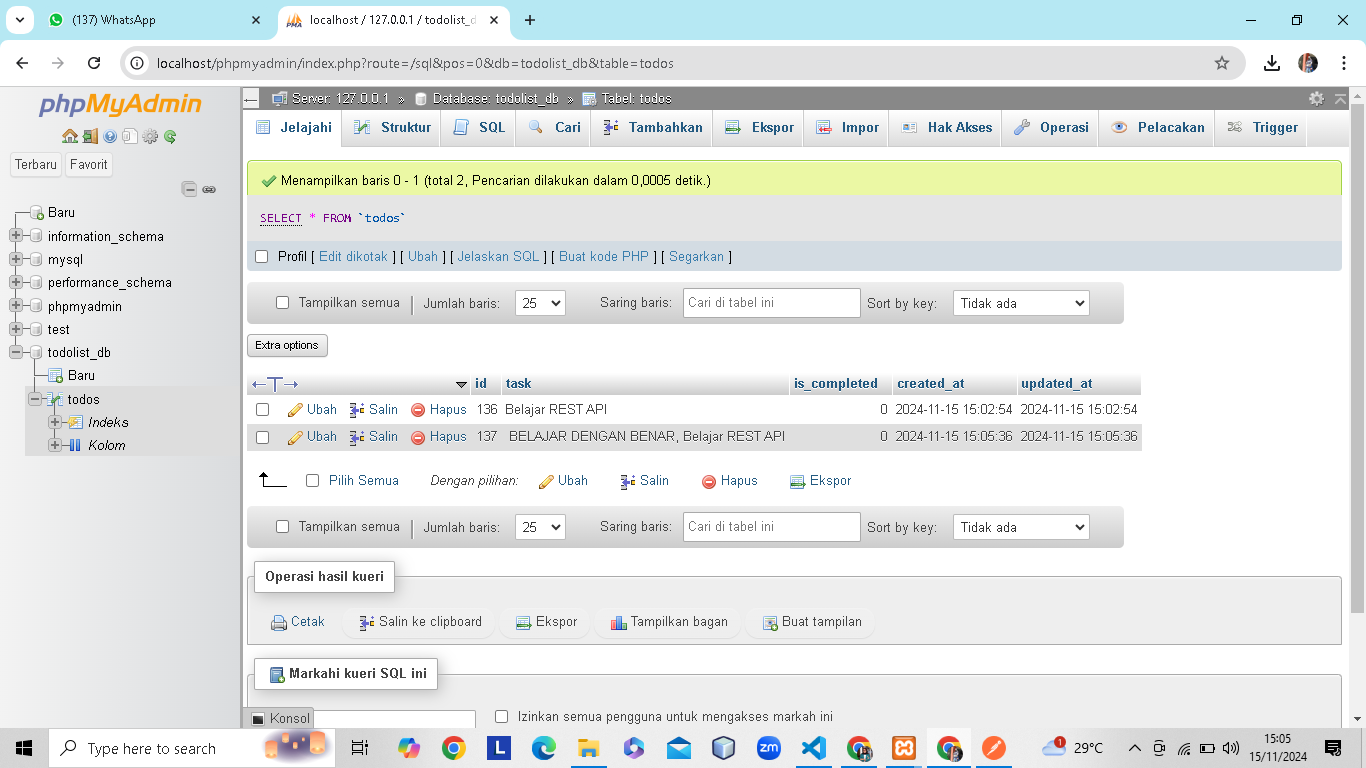 (137) WhatsApp
localhost / 127.0.0.1 / todolist_d
localhost/phpmyadmin/index.php?route=/sql&pos=0&db=todolist_db&table=todos
phpMyAdmin
Terbaru Favorit
Baru
information_schema
mysql
performance_schema
phpmyadmin
test
todolist_db
Baru
todos
Indeks
Kolom
Server: 127.0.0.1 » Database: todolist_db » Tabel: todos
Jelajahi Struktur SQL Cari Tambahkan Ekspor Impor Hak Akses Operasi Pelacakan Trigger
Menampilkan baris 0 - 1 (total 2, Pencarian dilakukan dalam 0,0005 detik.)
SELECT * FROM `todos`
Profil [ Edit dikotak ] [ Ubah ] [ Jelaskan SQL ] [ Buat kode PHP ] [ Segarkan ]
Tampilkan semua | Jumlah baris: 25 Saring baris: Cari di tabel ini Sort by key: Tidak ada
Extra options
←T→ id task is_completed created_at updated_at
Ubah Salin Hapus 136 Belajar REST API 0 2024-11-15 15:02:54 2024-11-15 15:02:54
Ubah Salin Hapus 137 BELAJAR DENGAN BENAR, Belajar REST API 0 2024-11-15 15:05:36 2024-11-15 15:05:36
Pilih Semua Dengan pilihan: Ubah Salin Hapus Ekspor
Tampilkan semua | Jumlah baris: 25 Saring baris: Cari di tabel ini Sort by key: Tidak ada
Operasi hasil kueri
Cetak Salin ke clipboard Ekspor Tampilkan bagan Buat tampilan
Markahi kueri SQL ini
Konsol Izinkan semua pengguna untuk mengakses markah ini
Type here to search L zm 29°C 15:05
15/11/2024